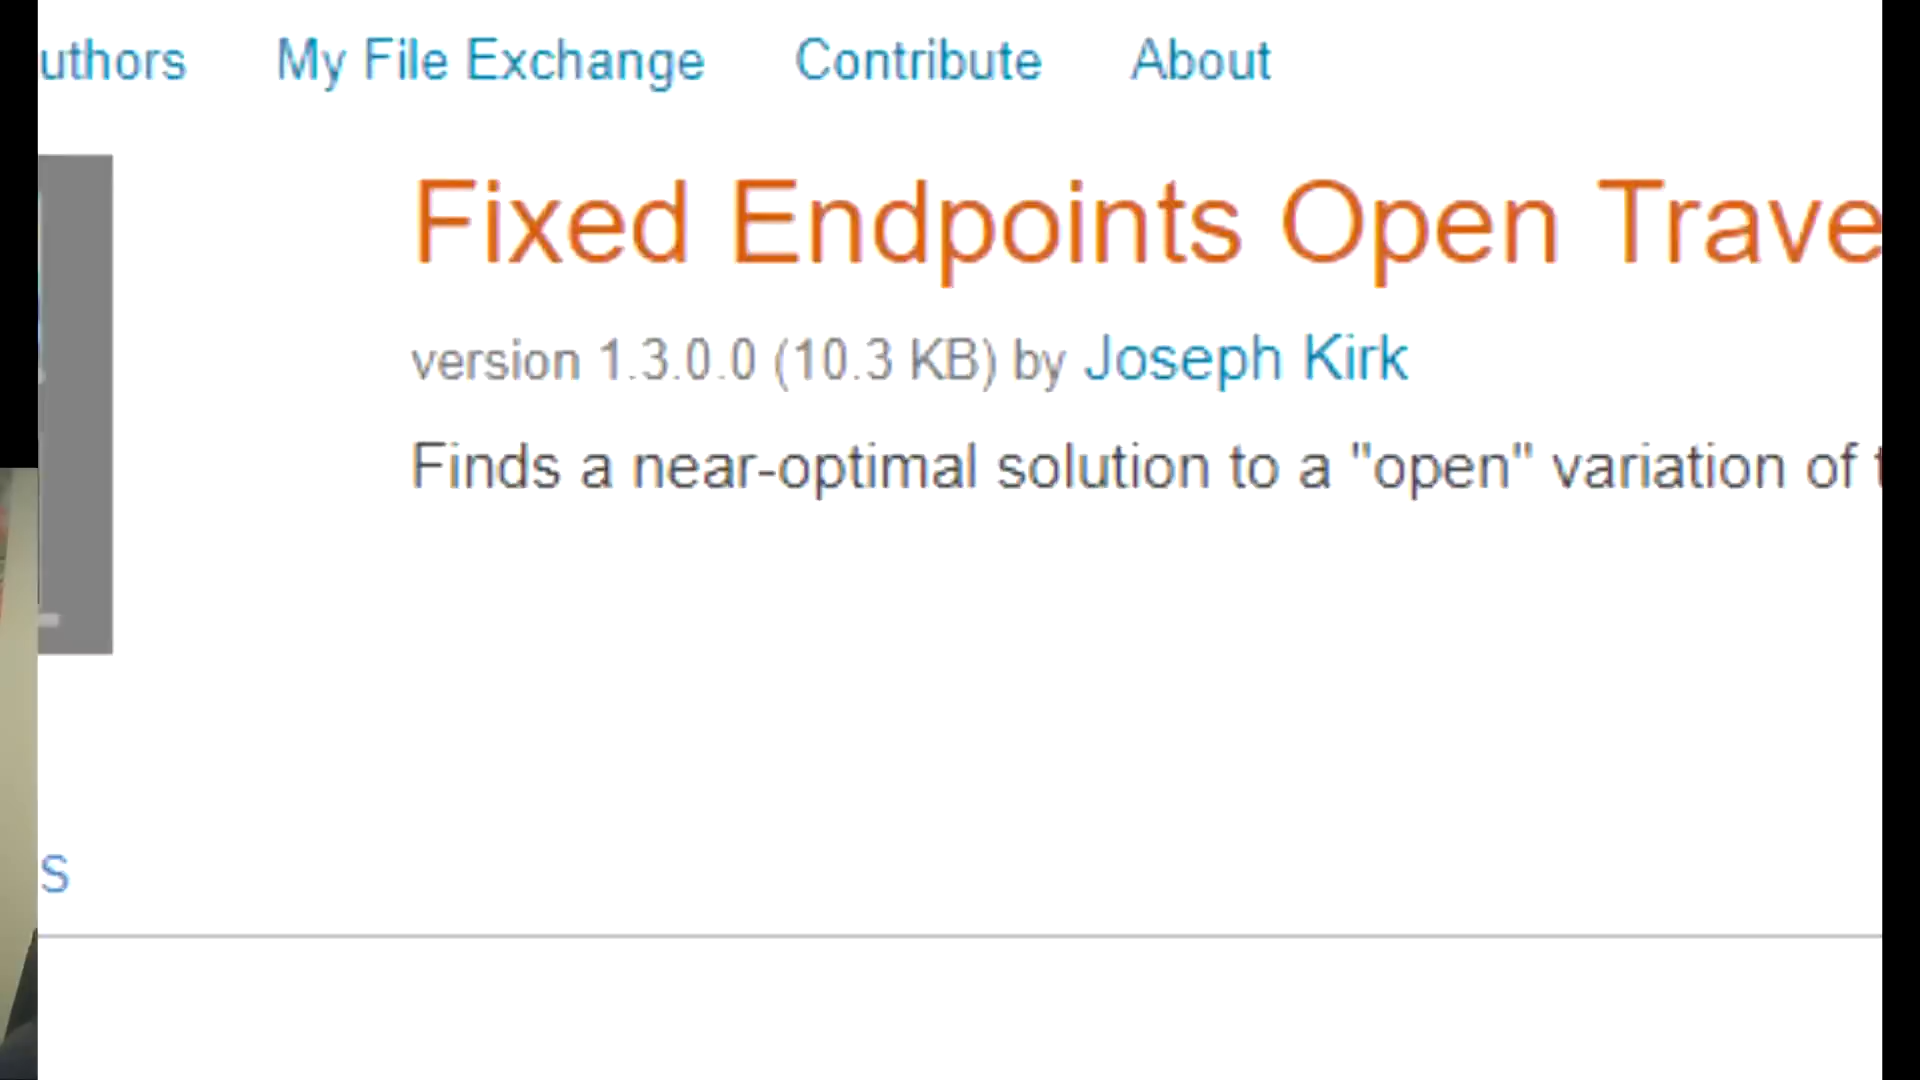 uthors My File Exchange Contribute About
Fixed Endpoints Open Trave
version 1.3.0.0 (10.3 KB) by Joseph Kirk
Finds a near-optimal solution to a "open" variation of
s